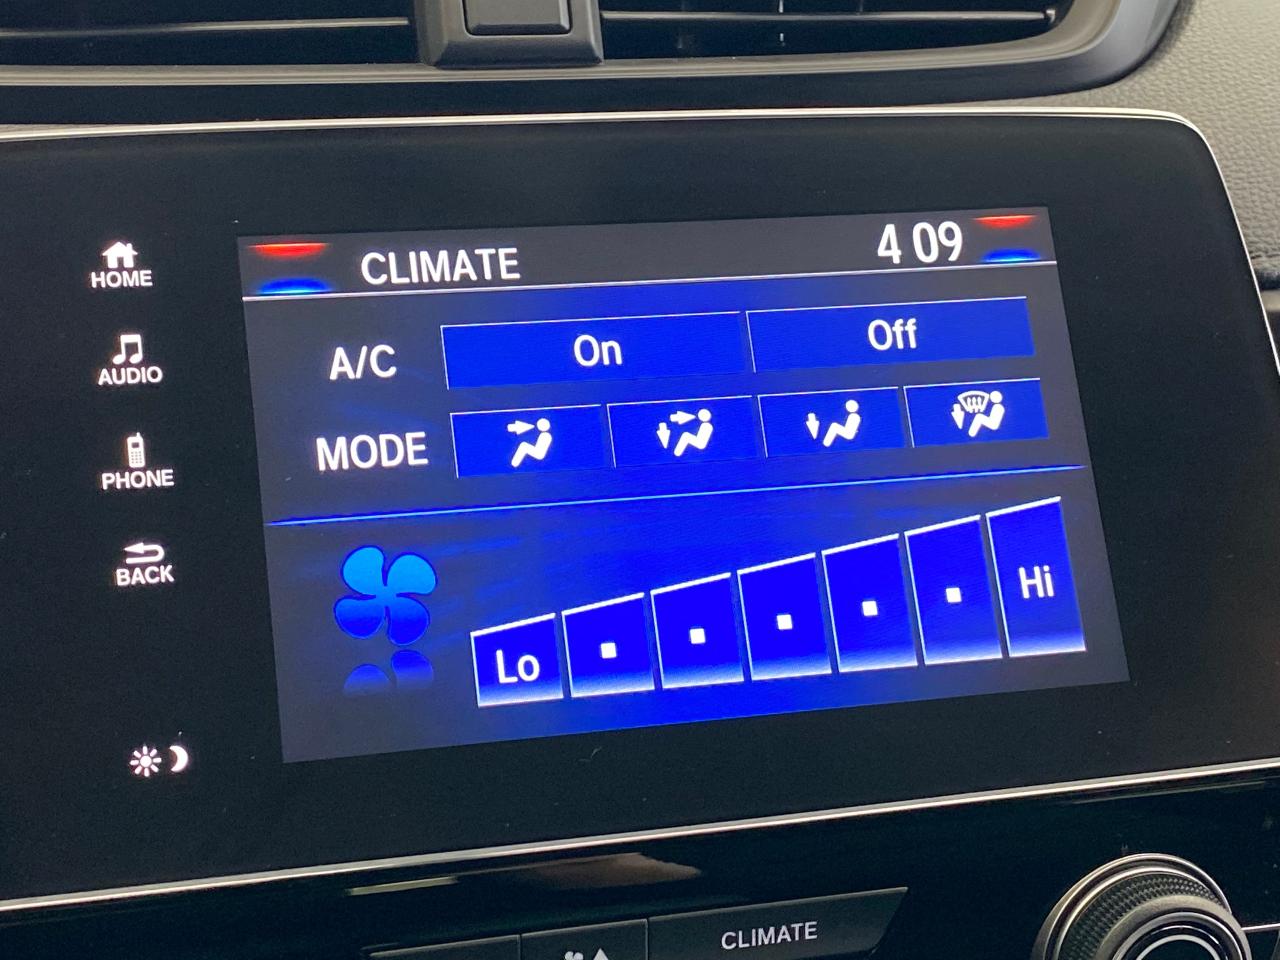 HOME
AUDIO
PHONE
BACK
CLIMATE 4 09
A/C On Off
MODE
Lo Hi
CLIMATE